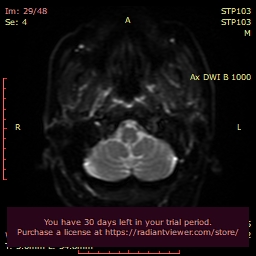 Im: 29/48
Se: 4
A
STP103
STP103
M
Ax DWI B 1000
R
L
You have 30 days left in your trial period.
Purchase a license at https://radiantviewer.com/store/